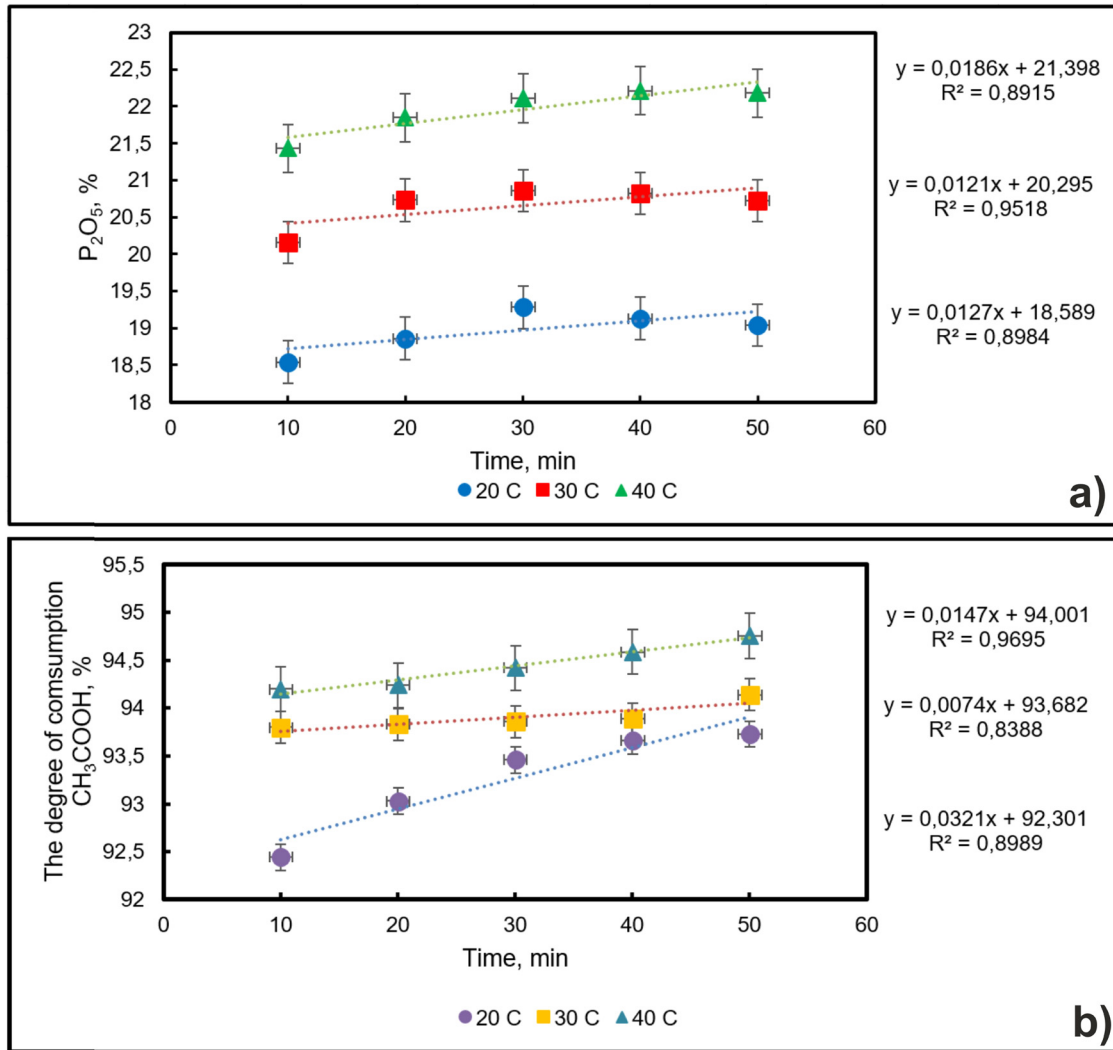 23
22,5
22
21,5
21
20,5
20
19,5
19
18,5
18
P₂O₅, %
0 10 20 30 40 50 60
Time, min
20 C 30 C 40 C
y = 0,0186x + 21,398
R² = 0,8915
y = 0,0121x + 20,295
R² = 0,9518
y = 0,0127x + 18,589
R² = 0,8984
a)
95,5
95
94,5
94
93,5
93
92,5
92
The degree of comsumption
CH₃COOH, %
0 10 20 30 40 50 60
Time, min
20 C 30 C 40 C
y = 0,0147x + 94,001
R² = 0,9695
y = 0,0074x + 93,682
R² = 0,8388
y = 0,0321x + 92,301
R² = 0,8989
b)